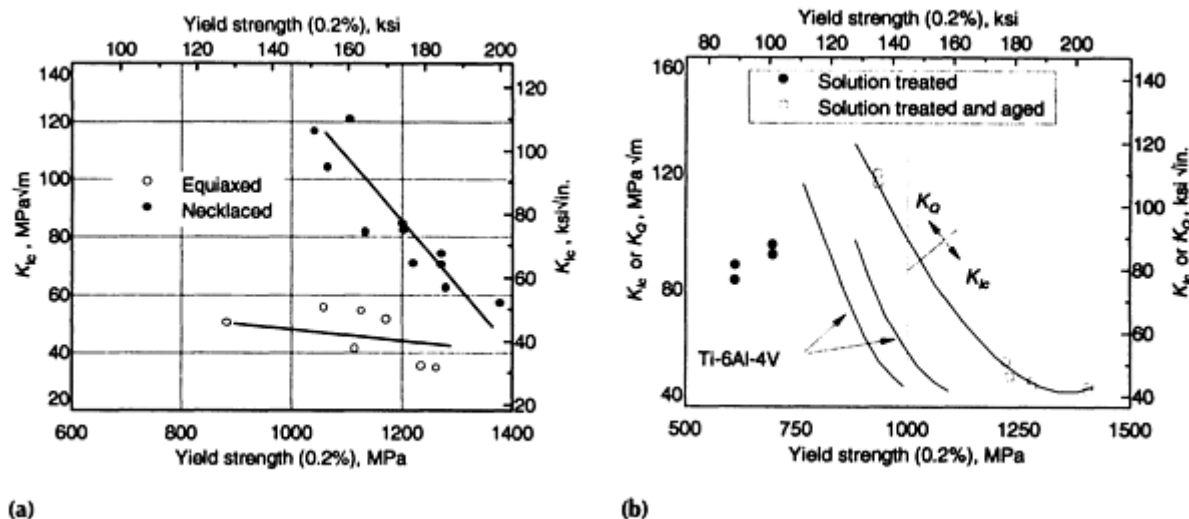 Yield strength (0.2%), ksi
100 120 140 160 180 200
K_Ic, MPa√m
140
120
100
80
60
40
20
Equiaxed
Necklaced
100
80
60
40
20
K_Ic, ksi√in.
600 800 1000 1200 1400
Yield strength (0.2%), MPa
(a)
Yield strength (0.2%), ksi
80 100 120 140 160 180 200
K_Ic or K_Q, MPa√m
160
120
80
40
Solution treated
Solution treated and aged
K_Q
K_Ic
Ti-6Al-4V
140
120
100
80
60
40
K_Ic or K_Q, ksi√in.
500 750 1000 1250 1500
Yield strength (0.2%), MPa
(b)